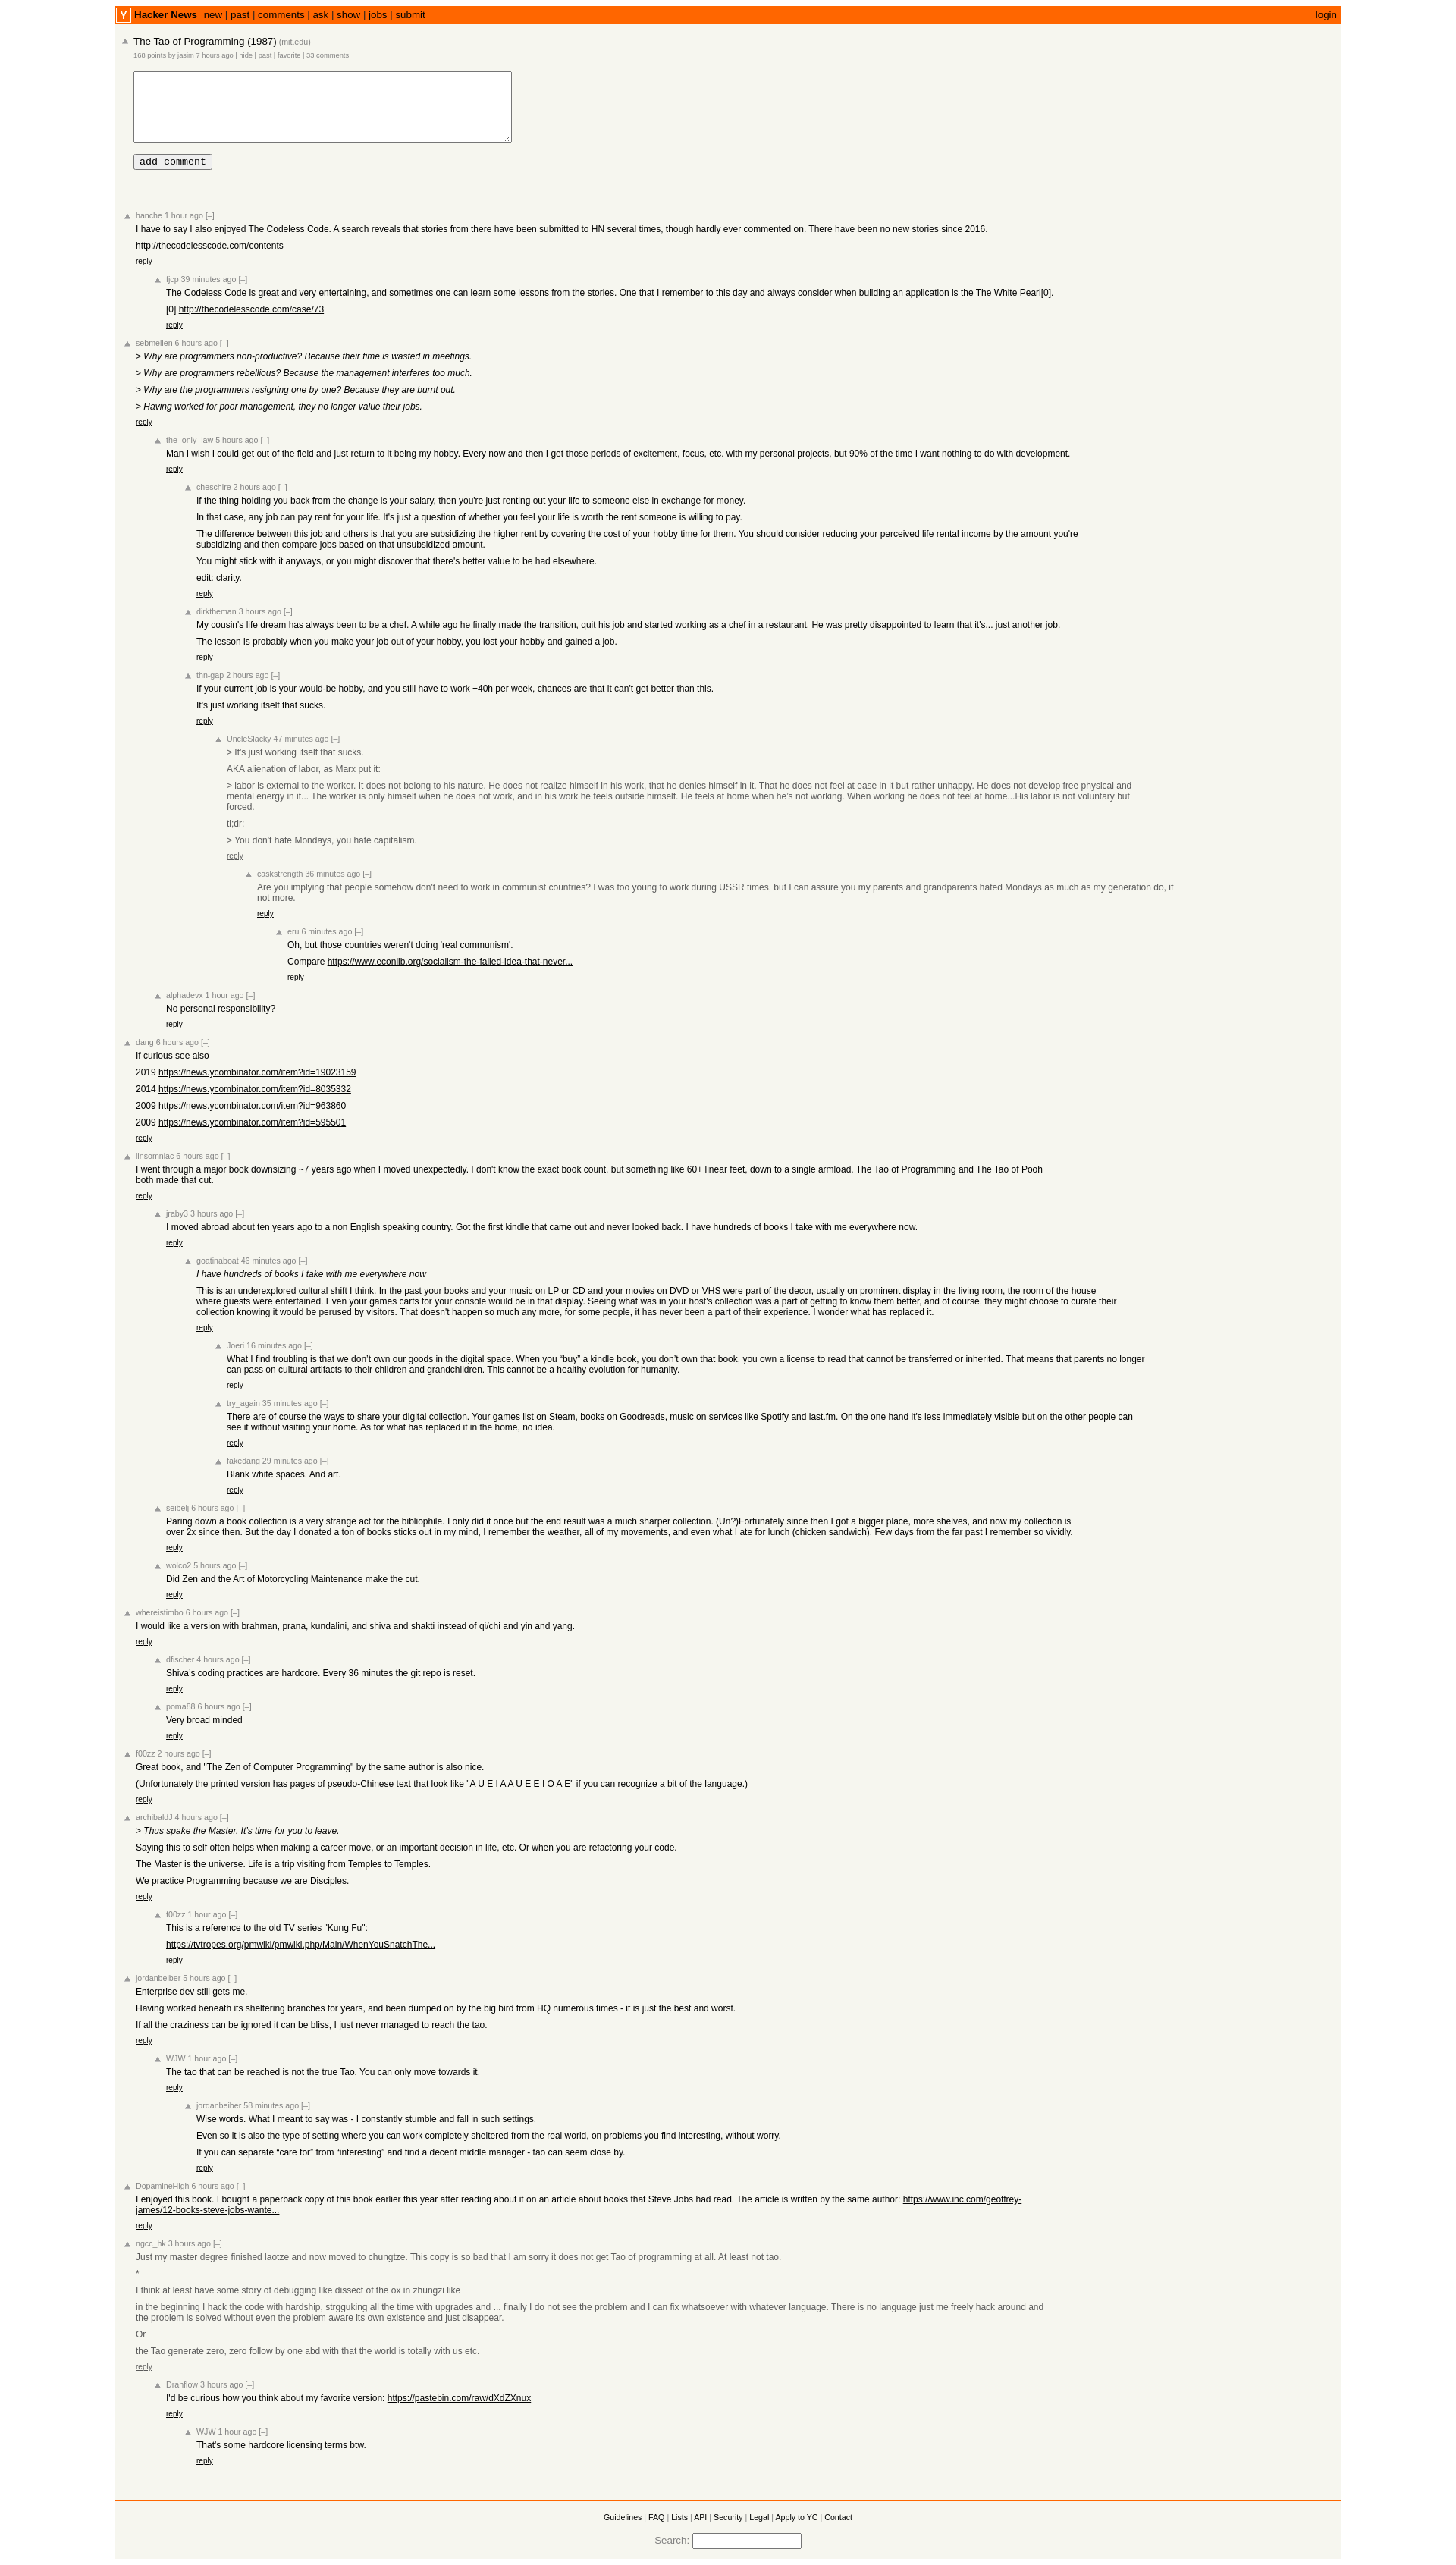 Y Hacker News new | past | comments | ask | show | jobs | submit login
The Tao of Programming (1987) (mit.edu)
168 points by jasim 7 hours ago | hide | past | favorite | 33 comments
add comment
hanche 1 hour ago [–]
I have to say I also enjoyed The Codeless Code. A search reveals that stories from there have been submitted to HN several times, though hardly ever commented on. There have been no new stories since 2016.
http://thecodelesscode.com/contents
reply
fjcp 39 minutes ago [–]
The Codeless Code is great and very entertaining, and sometimes one can learn some lessons from the stories. One that I remember to this day and always consider when building an application is the The White Pearl[0].
[0] http://thecodelesscode.com/case/73
reply
sebmellen 6 hours ago [–]
> Why are programmers non-productive? Because their time is wasted in meetings.
> Why are programmers rebellious? Because the management interferes too much.
> Why are the programmers resigning one by one? Because they are burnt out.
> Having worked for poor management, they no longer value their jobs.
reply
the_only_law 5 hours ago [–]
Man I wish I could get out of the field and just return to it being my hobby. Every now and then I get those periods of excitement, focus, etc. with my personal projects, but 90% of the time I want nothing to do with development.
reply
cheschire 2 hours ago [–]
If the thing holding you back from the change is your salary, then you're just renting out your life to someone else in exchange for money.
In that case, any job can pay rent for your life. It's just a question of whether you feel your life is worth the rent someone is willing to pay.
The difference between this job and others is that you are subsidizing the higher rent by covering the cost of your hobby time for them. You should consider reducing your perceived life rental income by the amount you're
subsidizing and then compare jobs based on that unsubsidized amount.
You might stick with it anyways, or you might discover that there's better value to be had elsewhere.
edit: clarity.
reply
dirktheman 3 hours ago [–]
My cousin's life dream has always been to be a chef. A while ago he finally made the transition, quit his job and started working as a chef in a restaurant. He was pretty disappointed to learn that it's... just another job.
The lesson is probably when you make your job out of your hobby, you lost your hobby and gained a job.
reply
thn-gap 2 hours ago [–]
If your current job is your would-be hobby, and you still have to work +40h per week, chances are that it can't get better than this.
It's just working itself that sucks.
reply
UncleSlacky 47 minutes ago [–]
> It's just working itself that sucks.
AKA alienation of labor, as Marx put it:
> labor is external to the worker. It does not belong to his nature. He does not realize himself in his work, that he denies himself in it. That he does not feel at ease in it but rather unhappy. He does not develop free physical and
mental energy in it... The worker is only himself when he does not work, and in his work he feels outside himself. He feels at home when he's not working. When working he does not feel at home...His labor is not voluntary but
forced.
tl;dr:
> You don't hate Mondays, you hate capitalism.
reply
caskstrength 36 minutes ago [–]
Are you implying that people somehow don't need to work in communist countries? I was too young to work during USSR times, but I can assure you my parents and grandparents hated Mondays as much as my generation do, if
not more.
reply
eru 6 minutes ago [–]
Oh, but those countries weren't doing 'real communism'.
Compare https://www.econlib.org/socialism-the-failed-idea-that-never...
reply
alphadevx 1 hour ago [–]
No personal responsibility?
reply
dang 6 hours ago [–]
If curious see also
2019 https://news.ycombinator.com/item?id=19023159
2014 https://news.ycombinator.com/item?id=8035332
2009 https://news.ycombinator.com/item?id=963860
2009 https://news.ycombinator.com/item?id=595501
reply
linsomniac 6 hours ago [–]
I went through a major book downsizing ~7 years ago when I moved unexpectedly. I don't know the exact book count, but something like 60+ linear feet, down to a single armload. The Tao of Programming and The Tao of Pooh
both made that cut.
reply
jraby3 3 hours ago [–]
I moved abroad about ten years ago to a non English speaking country. Got the first kindle that came out and never looked back. I have hundreds of books I take with me everywhere now.
reply
goatinaboat 46 minutes ago [–]
I have hundreds of books I take with me everywhere now
This is an underexplored cultural shift I think. In the past your books and your music on LP or CD and your movies on DVD or VHS were part of the decor, usually on prominent display in the living room, the room of the house
where guests were entertained. Even your games carts for your console would be in that display. Seeing what was in your host's collection was a part of getting to know them better, and of course, they might choose to curate their
collection knowing it would be perused by visitors. That doesn't happen so much any more, for some people, it has never been a part of their experience. I wonder what has replaced it.
reply
Joeri 16 minutes ago [–]
What I find troubling is that we don’t own our goods in the digital space. When you “buy” a kindle book, you don’t own that book, you own a license to read that cannot be transferred or inherited. That means that parents no longer
can pass on cultural artifacts to their children and grandchildren. This cannot be a healthy evolution for humanity.
reply
try_again 35 minutes ago [–]
There are of course the ways to share your digital collection. Your games list on Steam, books on Goodreads, music on services like Spotify and last.fm. On the one hand it's less immediately visible but on the other people can
see it without visiting your home. As for what has replaced it in the home, no idea.
reply
fakedang 29 minutes ago [–]
Blank white spaces. And art.
reply
seibelj 6 hours ago [–]
Paring down a book collection is a very strange act for the bibliophile. I only did it once but the end result was a much sharper collection. (Un?)Fortunately since then I got a bigger place, more shelves, and now my collection is
over 2x since then. But the day I donated a ton of books sticks out in my mind, I remember the weather, all of my movements, and even what I ate for lunch (chicken sandwich). Few days from the far past I remember so vividly.
reply
wolco2 5 hours ago [–]
Did Zen and the Art of Motorcycling Maintenance make the cut.
reply
whereistimbo 6 hours ago [–]
I would like a version with brahman, prana, kundalini, and shiva and shakti instead of qi/chi and yin and yang.
reply
dfischer 4 hours ago [–]
Shiva’s coding practices are hardcore. Every 36 minutes the git repo is reset.
reply
poma88 6 hours ago [–]
Very broad minded
reply
f00zz 2 hours ago [–]
Great book, and "The Zen of Computer Programming" by the same author is also nice.
(Unfortunately the printed version has pages of pseudo-Chinese text that look like "A U E I A A U E E I O A E" if you can recognize a bit of the language.)
reply
archibaldJ 4 hours ago [–]
> Thus spake the Master. It’s time for you to leave.
Saying this to self often helps when making a career move, or an important decision in life, etc. Or when you are refactoring your code.
The Master is the universe. Life is a trip visiting from Temples to Temples.
We practice Programming because we are Disciples.
reply
f00zz 1 hour ago [–]
This is a reference to the old TV series "Kung Fu":
https://tvtropes.org/pmwiki/pmwiki.php/Main/WhenYouSnatchThe...
reply
jordanbeiber 5 hours ago [–]
Enterprise dev still gets me.
Having worked beneath its sheltering branches for years, and been dumped on by the big bird from HQ numerous times - it is just the best and worst.
If all the craziness can be ignored it can be bliss, I just never managed to reach the tao.
reply
WJW 1 hour ago [–]
The tao that can be reached is not the true Tao. You can only move towards it.
reply
jordanbeiber 58 minutes ago [–]
Wise words. What I meant to say was - I constantly stumble and fall in such settings.
Even so it is also the type of setting where you can work completely sheltered from the real world, on problems you find interesting, without worry.
If you can separate “care for” from “interesting” and find a decent middle manager - tao can seem close by.
reply
DopamineHigh 6 hours ago [–]
I enjoyed this book. I bought a paperback copy of this book earlier this year after reading about it on an article about books that Steve Jobs had read. The article is written by the same author: https://www.inc.com/geoffrey-
james/12-books-steve-jobs-wante...
reply
ngcc_hk 3 hours ago [–]
Just my master degree finished laotze and now moved to chungtze. This copy is so bad that I am sorry it does not get Tao of programming at all. At least not tao.
*
I think at least have some story of debugging like dissect of the ox in zhungzi like
in the beginning I hack the code with hardship, strgguking all the time with upgrades and ... finally I do not see the problem and I can fix whatsoever with whatever language. There is no language just me freely hack around and
the problem is solved without even the problem aware its own existence and just disappear.
Or
the Tao generate zero, zero follow by one abd with that the world is totally with us etc.
reply
Drahflow 3 hours ago [–]
I'd be curious how you think about my favorite version: https://pastebin.com/raw/dXdZXnux
reply
WJW 1 hour ago [–]
That's some hardcore licensing terms btw.
reply
Guidelines | FAQ | Lists | API | Security | Legal | Apply to YC | Contact
Search: